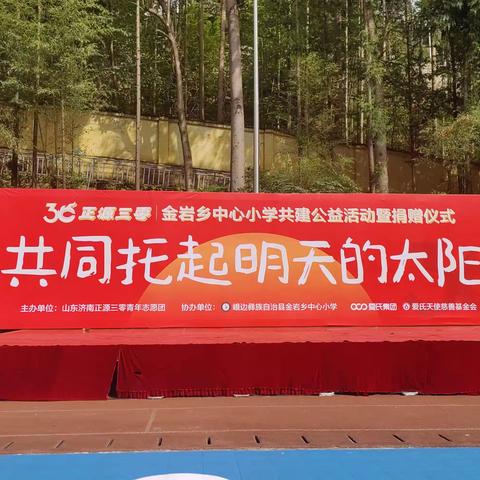 36 正源三零 金岩乡中心小学共建公益活动暨捐赠仪式
共同托起明天的太阳
主办单位：山东济南正源三零青年志愿团 协办单位：峨边彝族自治县金岩乡中心小学 爱氏集团 爱氏天使慈善基金会